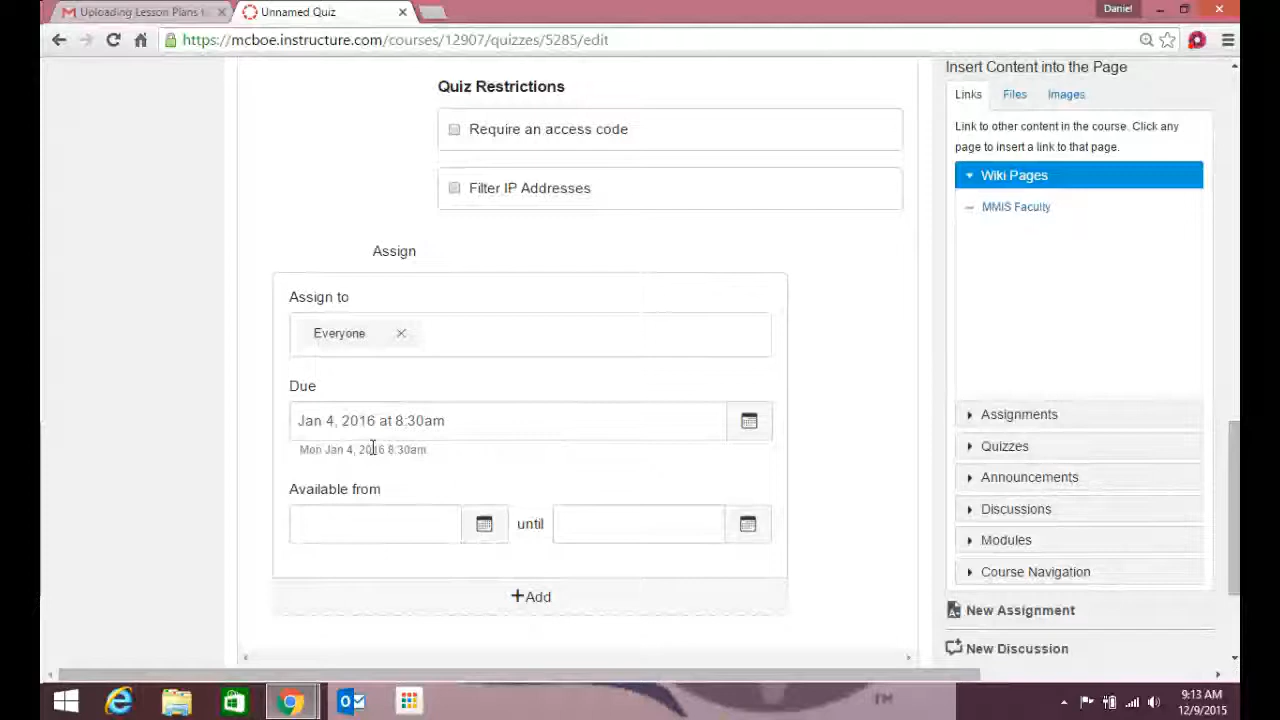 Uploading Lesson Plans t
Unnamed Quiz
Daniel
https://mcboe.instructure.com/courses/12907/quizzes/5285/edit
Quiz Restrictions
Require an access code
Filter IP Addresses
Assign
Assign to
Everyone
Due
Jan 4, 2016 at 8:30am
Mon Jan 4, 2016 8:30am
Available from
until
+Add
Insert Content into the Page
Links Files Images
Link to other content in the course. Click any
page to insert a link to that page.
Wiki Pages
MMIS Faculty
Assignments
Quizzes
Announcements
Discussions
Modules
Course Navigation
New Assignment
New Discussion
TM
9:13 AM
12/9/2015